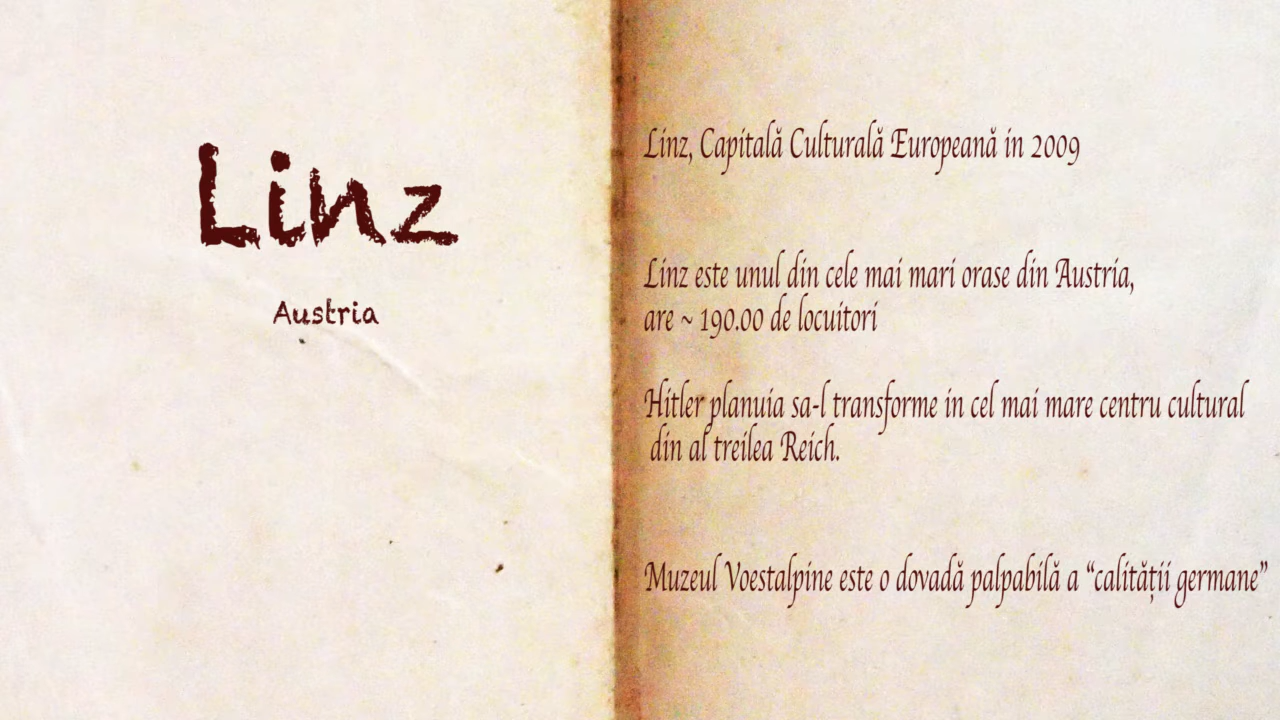 Linz
Austria
Linz, Capitală Culturală Europeană in 2009
Linz este unul din cele mai mari orase din Austria,
are ~ 190.00 de locuitori
Hitler planuia sa-l transforme in cel mai mare centru cultural
din al treilea Reich.
Muzeul Voestalpine este o dovadă palpabilă a “calității germane”